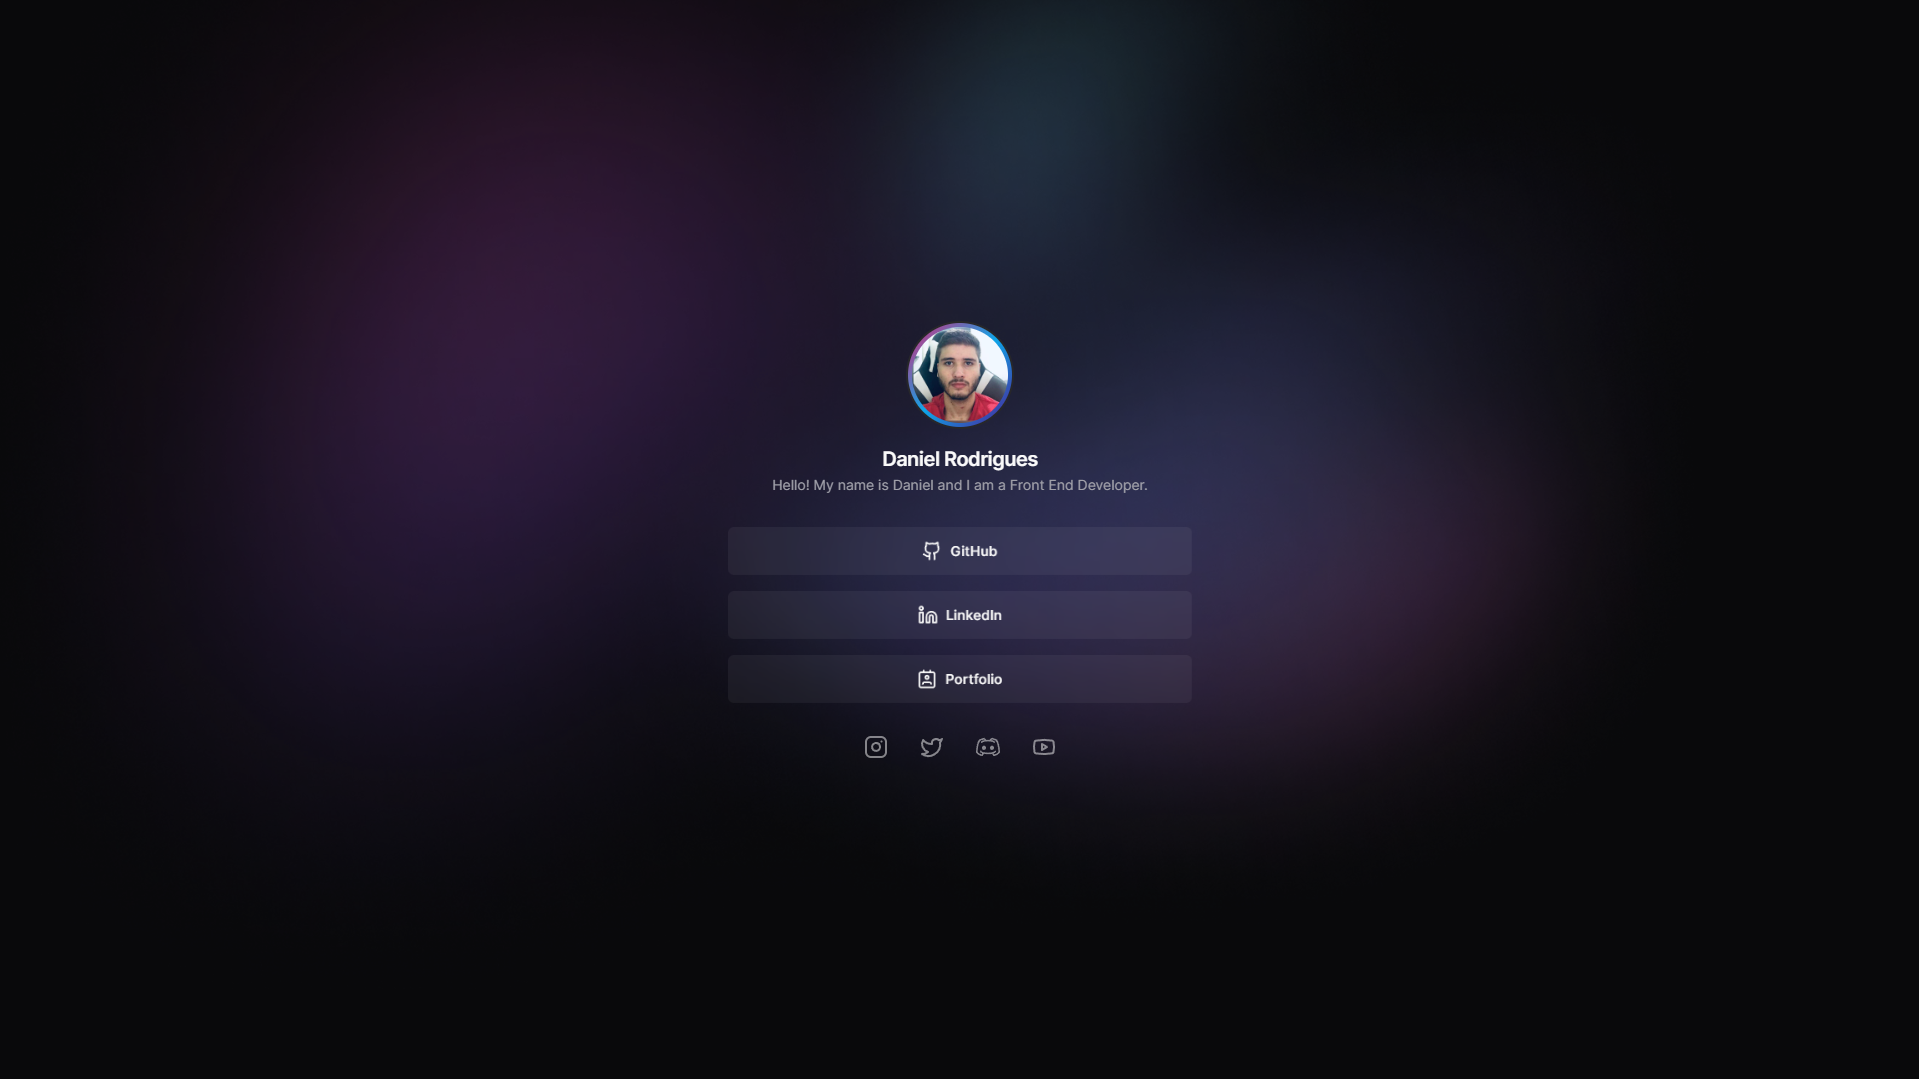 Daniel Rodrigues
Hello! My name is Daniel and I am a Front End Developer.
GitHub
LinkedIn
Portfolio